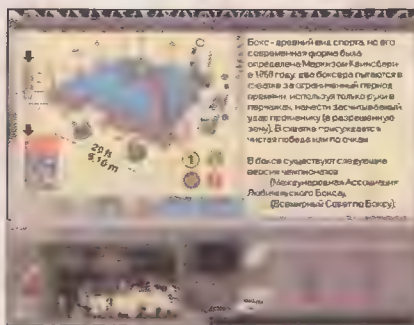 Бокс - древний вид спорта, но его
современная форма была
определена Маркизом Квинсбери
в году, два боксера пытаются в
схватке за ограниченный период
времени, используя только руки в
перчатках, нанести засчитываемый
удар противнику (в разрешенную
зону). В схватке присуждается
чистая победа или по очкам
В боксе существуют следующие
версии чемпионатов
(Международная Ассоциация
Любительского Бокса),
(Всемирный Совет по Боксу),
20 ft
6.16 m
1